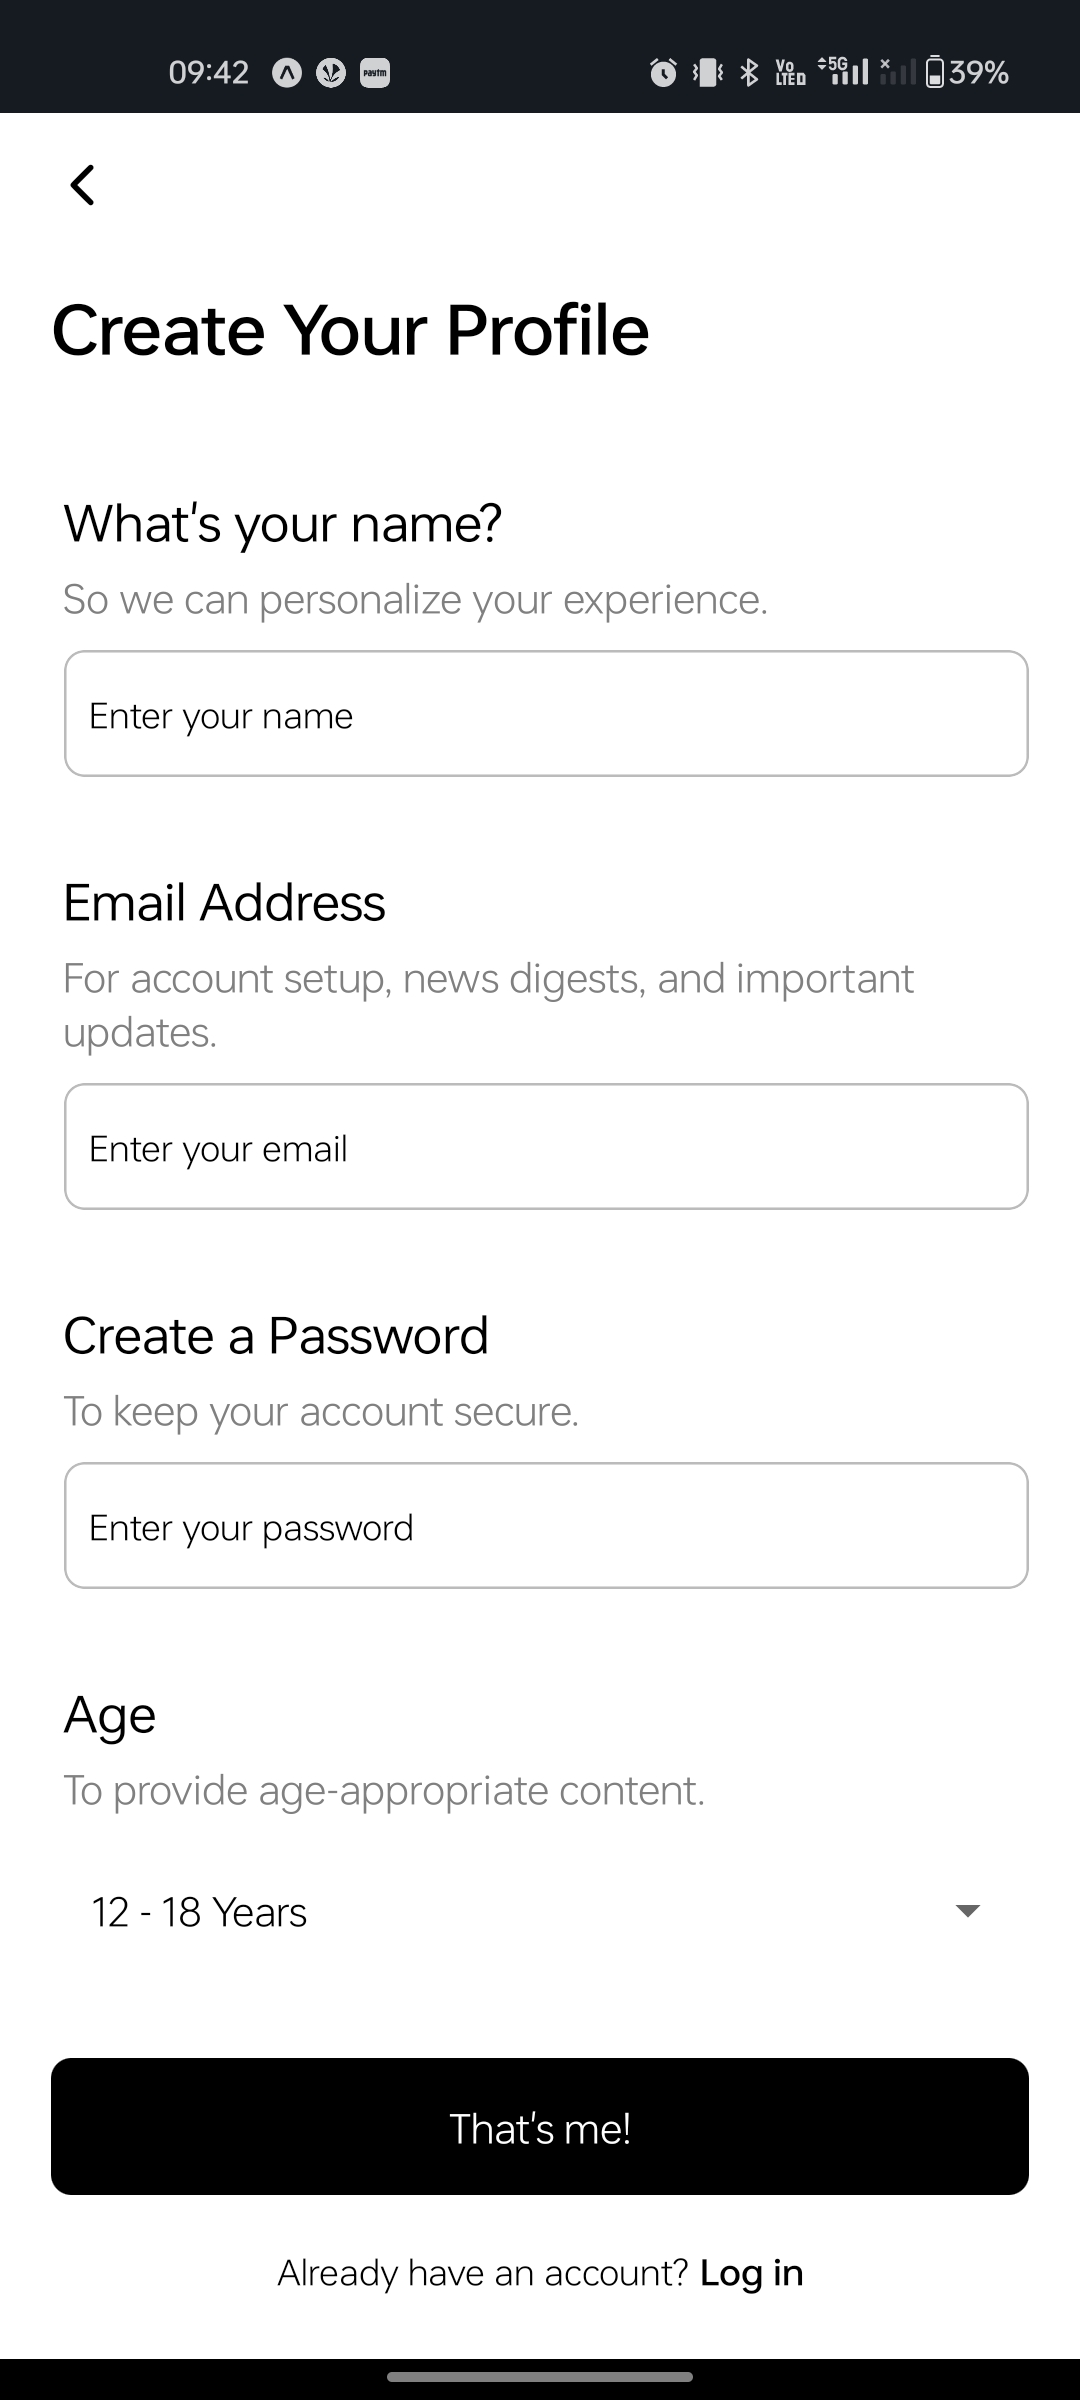 09:42 paytm Vo LTED 5G 39%
Create Your Profile
What's your name?
So we can personalize your experience.
Enter your name
Email Address
For account setup, news digests, and important
updates.
Enter your email
Create a Password
To keep your account secure.
Enter your password
Age
To provide age-appropriate content.
12 - 18 Years
That's me!
Already have an account? Log in